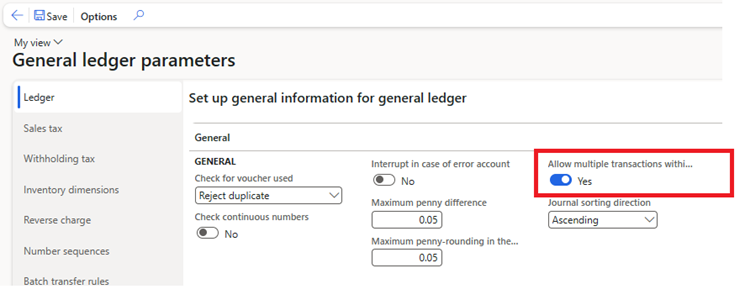 Save
Options
My view
General ledger parameters
Ledger
Sales tax
Withholding tax
Inventory dimensions
Reverse charge
Number sequences
Batch transfer rules
Set up general information for general ledger
General
GENERAL
Check for voucher used
Reject duplicate
Check continuous numbers
No
Interrupt in case of error account
No
Maximum penny difference
0.05
Maximum penny-rounding in the...
0.05
Allow multiple transactions withi...
Yes
Journal sorting direction
Ascending